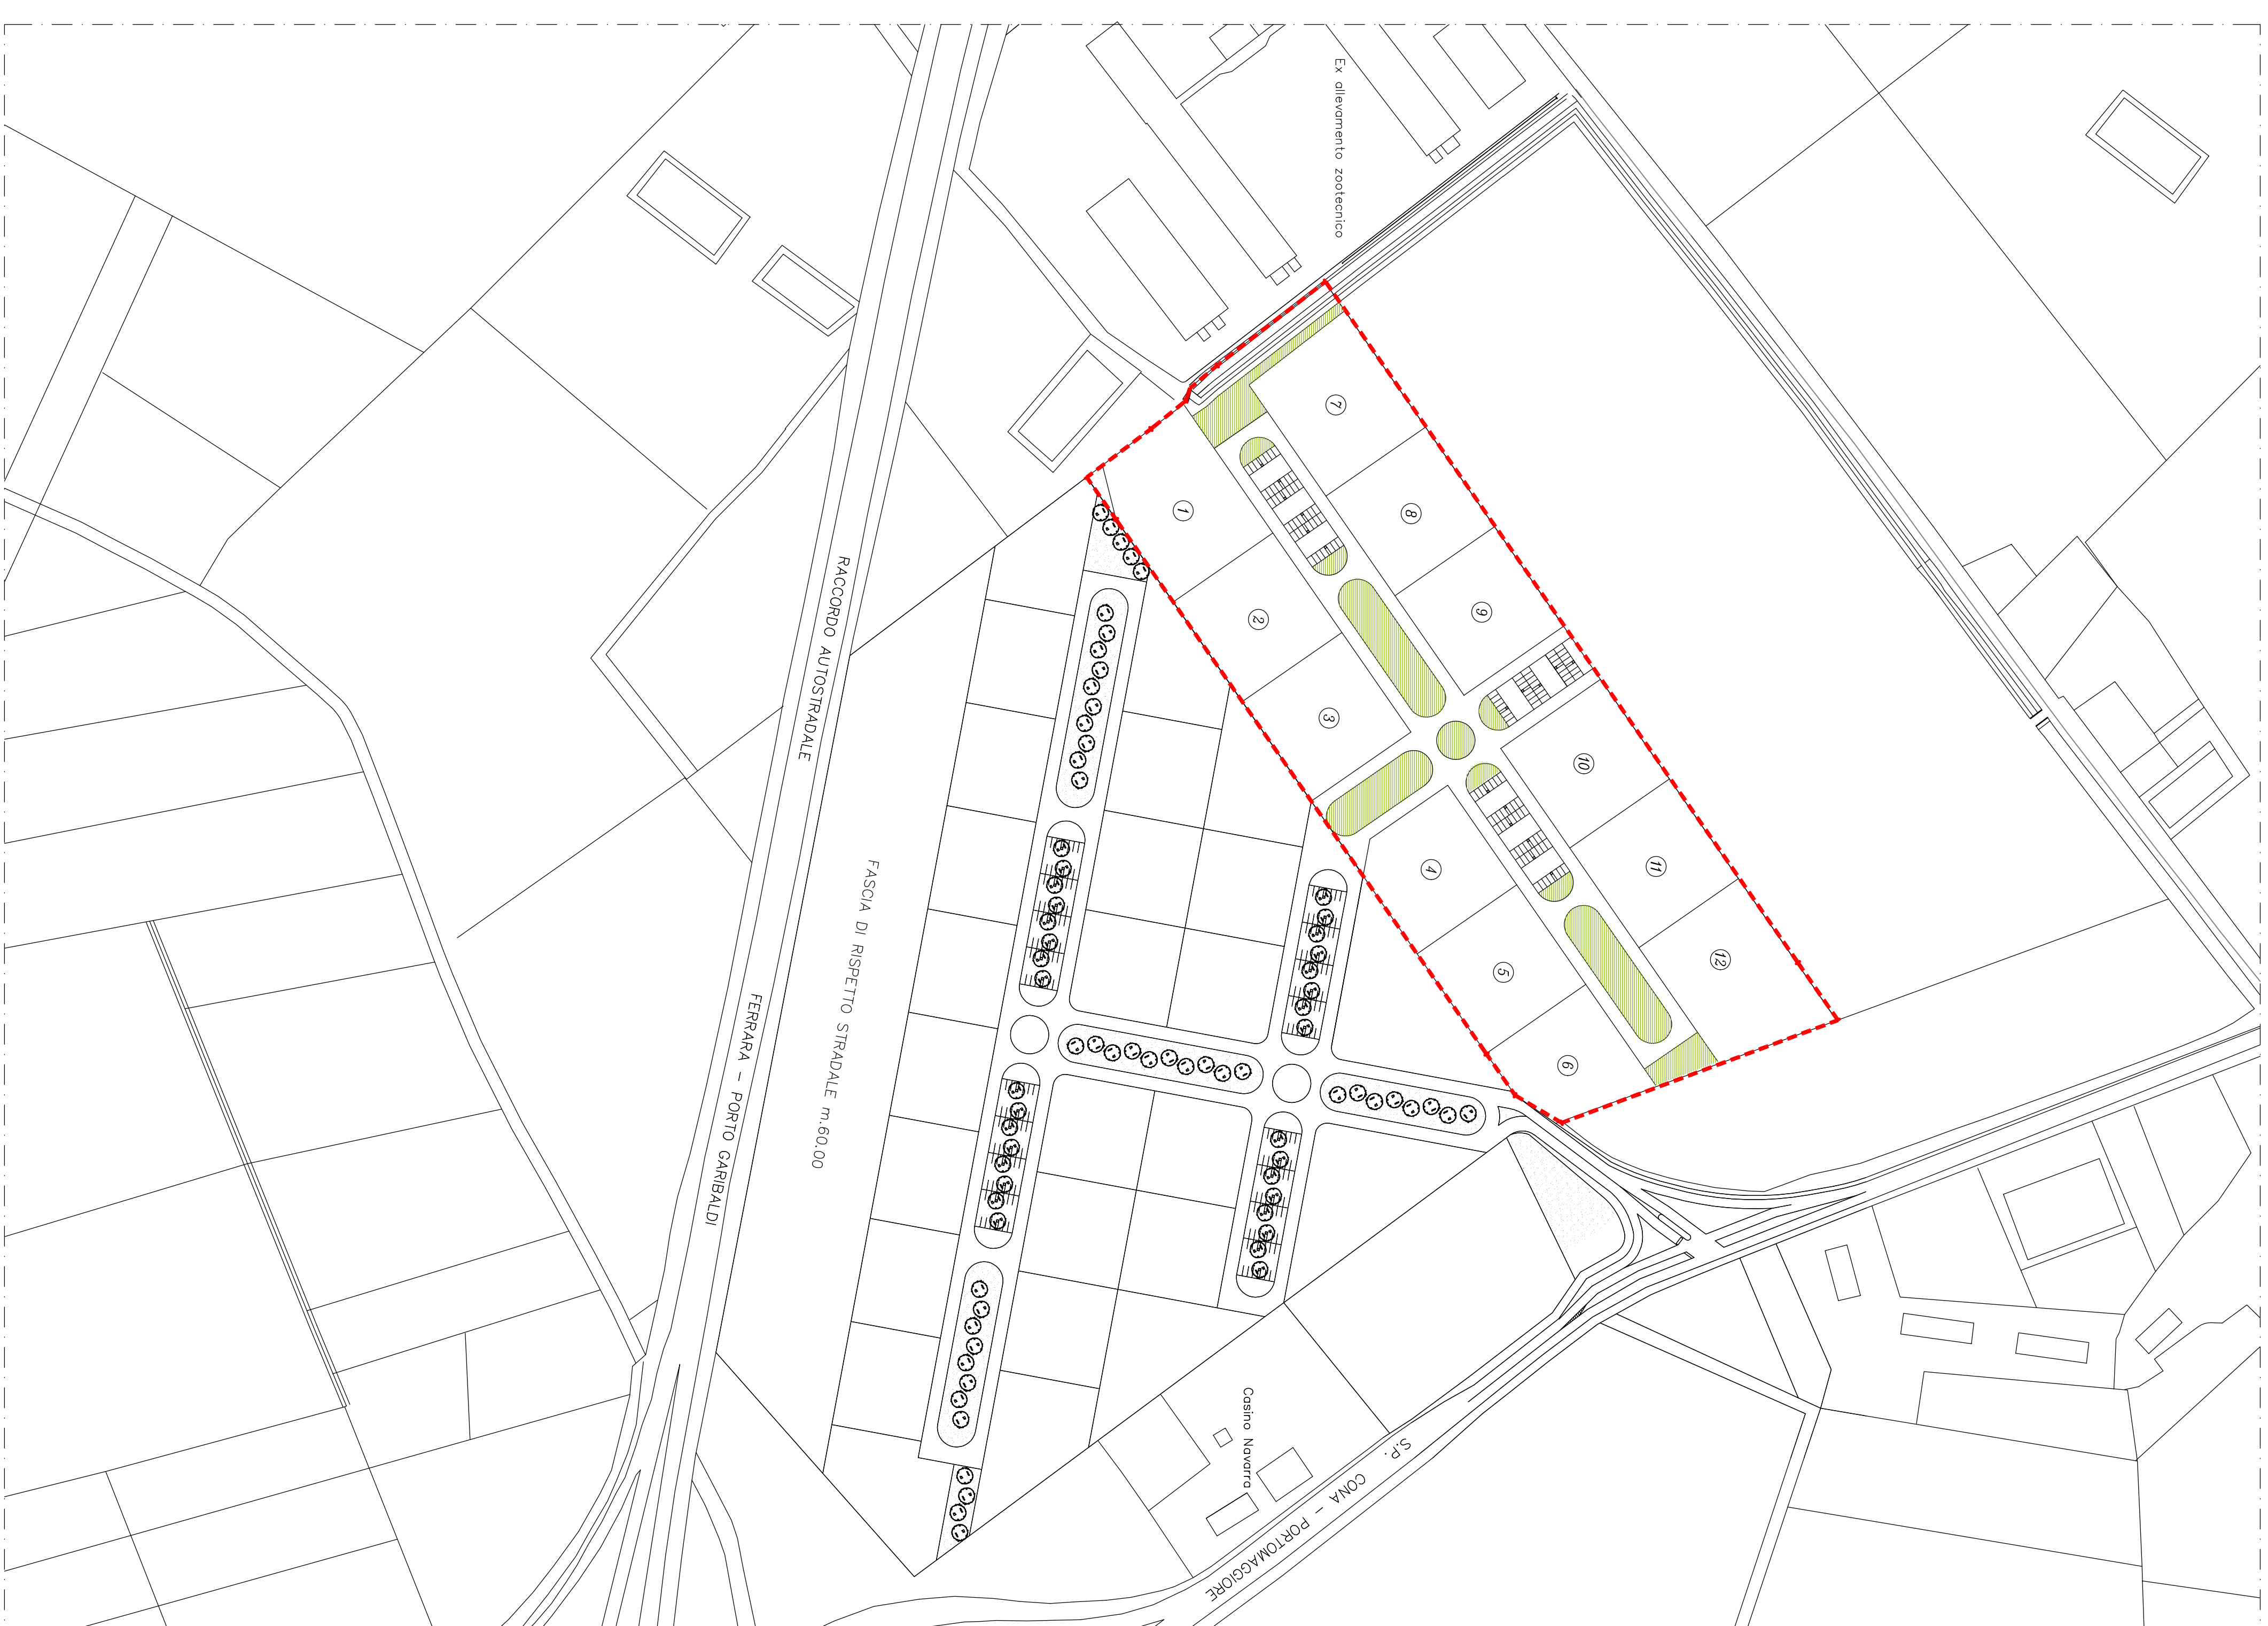 Ex allevamento zootecnico
7
8
9
10
11
12
1
2
3
4
5
6
RACCORDO AUTOSTRADALE
FERRARA - PORTO GARIBALDI
FASCIA DI RISPETTO STRADALE m.60.00
Casino Navarra
S.P. CONA - PORTOMAGGIORE